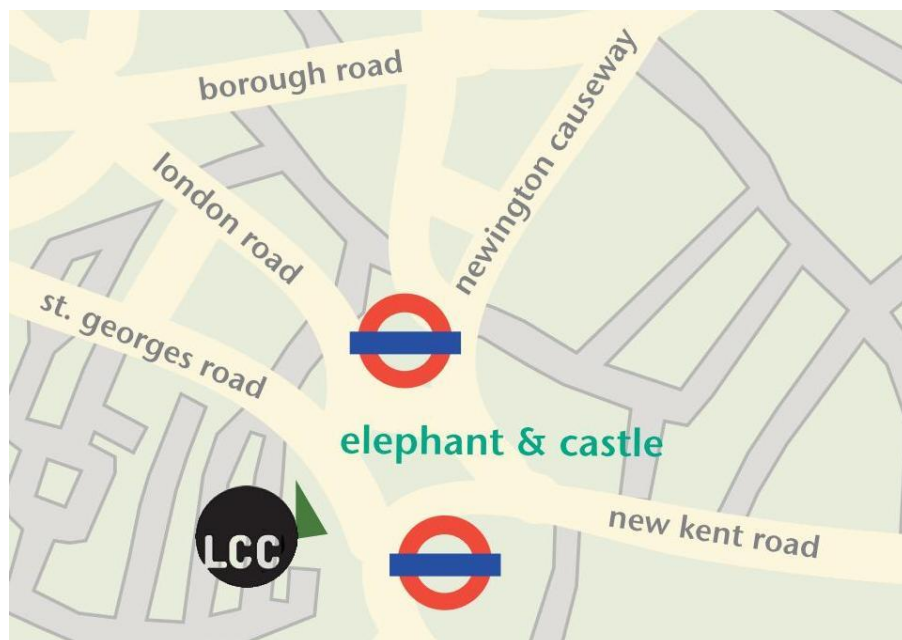 borough road
newington causeway
london road
st. georges road
elephant & castle
new kent road
LCC